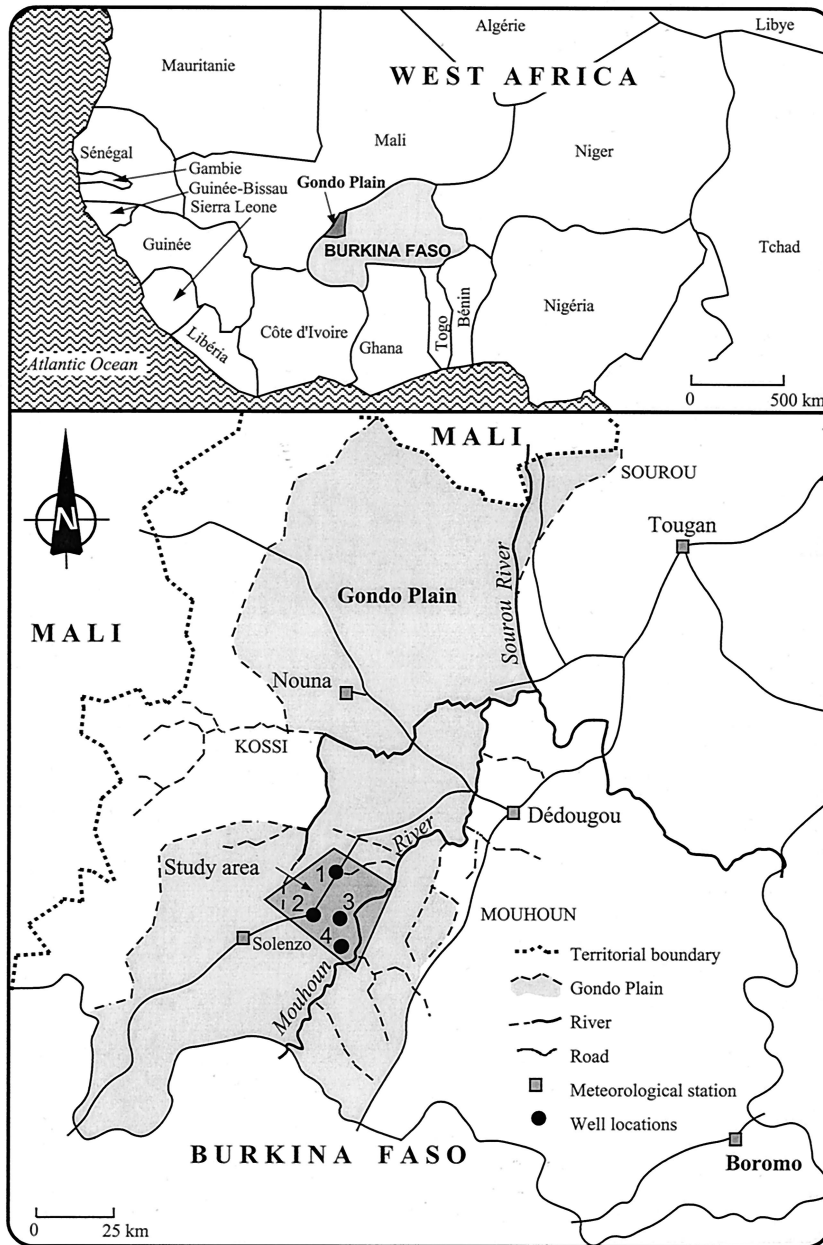 Algérie
Libye
Mauritanie
WEST AFRICA
Mali
Niger
Sénégal
Gambie
Guinée-Bissau
Sierra Leone
Gondo Plain
Guinée
BURKINA FASO
Tchad
Nigéria
Côte d'Ivoire
Ghana
Togo
Bénin
Libéria
Atlantic Ocean
0 500 km
MALI
SOUROU
N
Tougan
Gondo Plain
Sourou River
MALI
Nouna
KOSSI
Dédougou
River
Study area
1
2
3
4
MOUHOUN
Solenzo
Mouhoun
Territorial boundary
Gondo Plain
River
Road
Meteorological station
Well locations
BURKINA FASO
Boromo
0 25 km